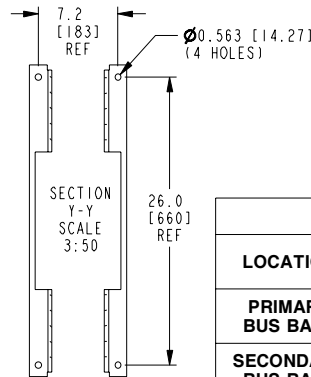 7.2
[183]
REF
Ø0.563 [14.27]
(4 HOLES)
SECTION
Y-Y
SCALE
3:50
26.0
[660]
REF